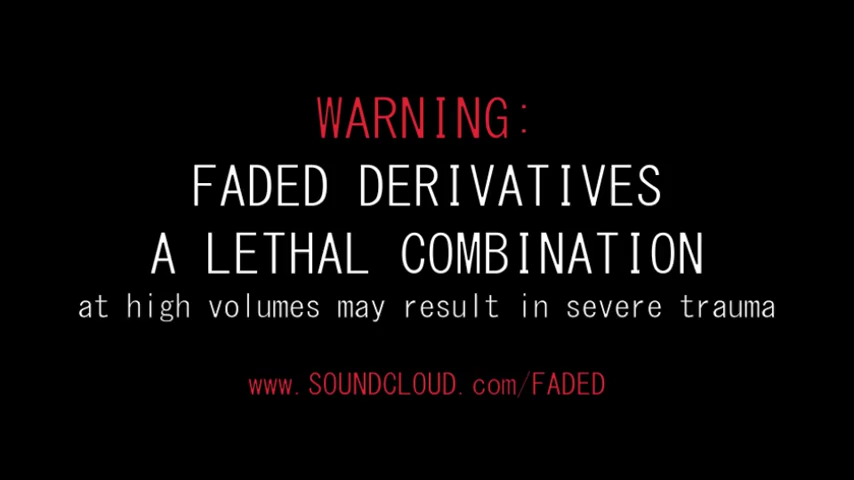 WARNING:
FADED DERIVATIVES
A LETHAL COMBINATION
at high volumes may result in severe trauma
www.SOUNDCLOUD.com/FADED